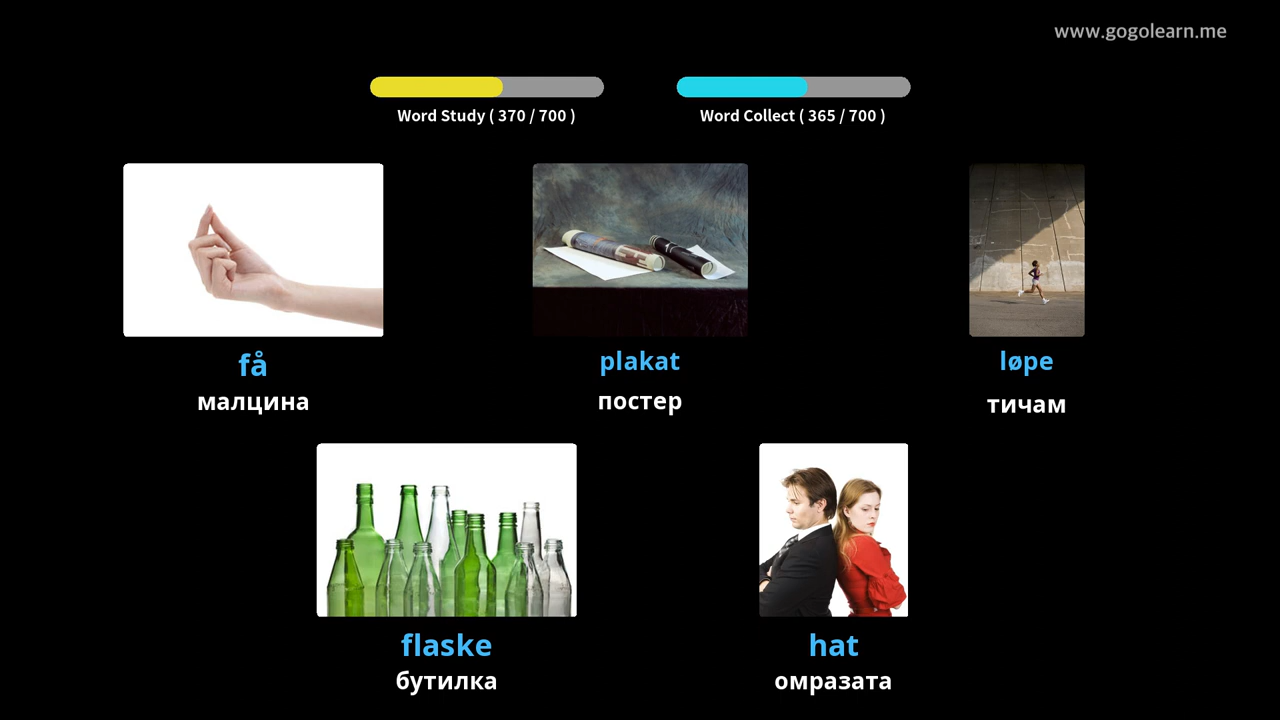 www.gogolearn.me
Word Study ( 370 / 700 )
Word Collect ( 365 / 700 )
få
малцина
plakat
постер
løpe
тичам
flaske
бутилка
hat
омразата